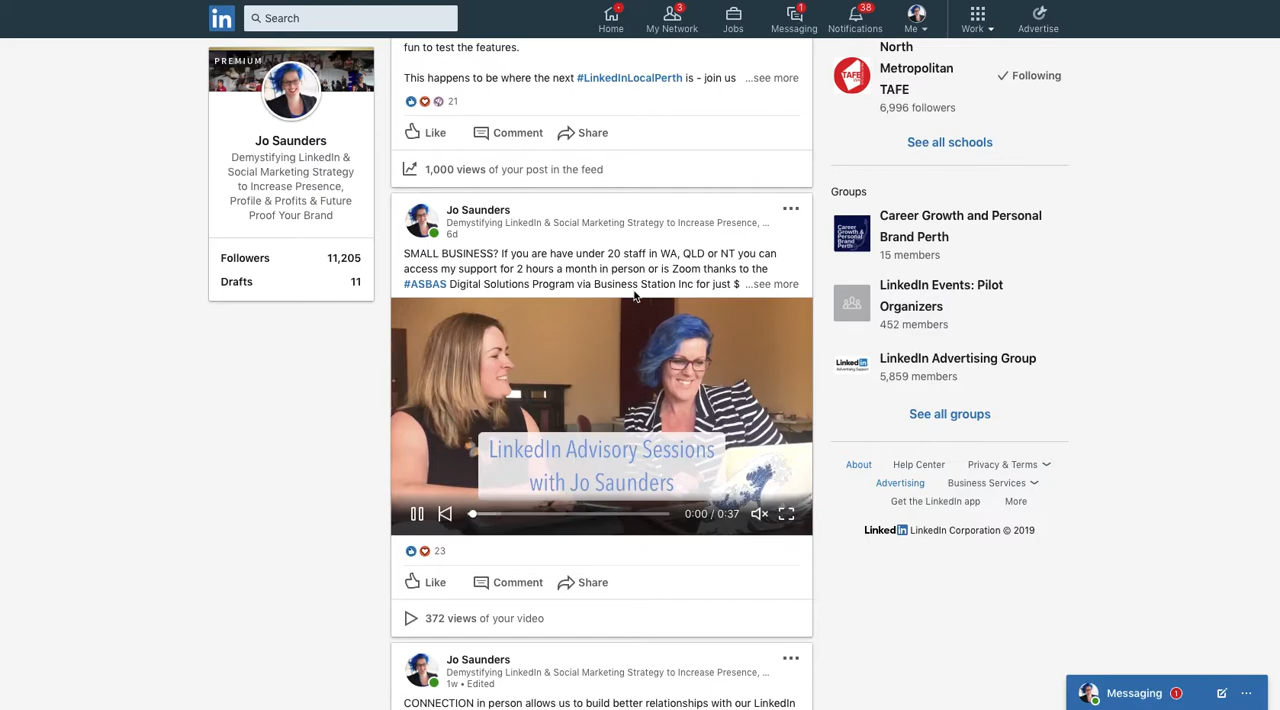 in
Search
Home
3
My Network
Jobs
1
Messaging
38
Notifications
Me
Work
Advertise
PREMIUM
Jo Saunders
Demystifying LinkedIn &
Social Marketing Strategy
to Increase Presence,
Profile & Profits & Future
Proof Your Brand
Followers 11,205
Drafts 11
fun to test the features.
This happens to be where the next #LinkedInLocalPerth is - join us ...see more
21
Like Comment Share
1,000 views of your post in the feed
Jo Saunders
Demystifying LinkedIn & Social Marketing Strategy to Increase Presence, ...
6d
SMALL BUSINESS? If you are have under 20 staff in WA, QLD or NT you can
access my support for 2 hours a month in person or is Zoom thanks to the
#ASBAS Digital Solutions Program via Business Station Inc for just $ ...see more
LinkedIn Advisory Sessions
with Jo Saunders
0:00 / 0:37
23
Like Comment Share
372 views of your video
Jo Saunders
Demystifying LinkedIn & Social Marketing Strategy to Increase Presence, ...
1w • Edited
CONNECTION in person allows us to build better relationships with our LinkedIn
TAFE
North
Metropolitan
TAFE
6,996 followers
Following
See all schools
Groups
Career Growth and Personal
Brand Perth
15 members
LinkedIn Events: Pilot
Organizers
452 members
LinkedIn Advertising Group
5,859 members
See all groups
About Help Center Privacy & Terms
Advertising Business Services
Get the LinkedIn app More
LinkedIn LinkedIn Corporation © 2019
Messaging 1